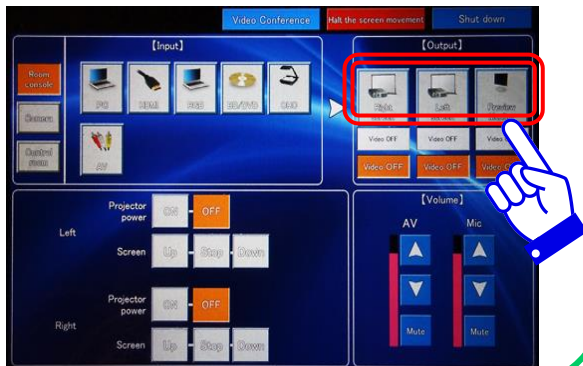 Video Conference
Halt the screen movement
Shut down
[Input]
Room console
Camera
Control room
PC
HDMI
RGB
BD/DVD
OHC
AV
[Output]
Right
Left
Preview
Video OFF
Video OFF
Video
Video OFF
Video OFF
Video
Left
Projector power
ON
OFF
Screen
Up
Stop
Down
Right
Projector power
ON
OFF
Screen
Up
Stop
Down
[Volume]
AV
Mic
Mute
Mute